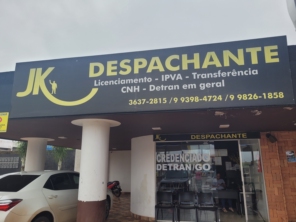 JK DESPACHANTE
Licenciamento - IPVA - Transferência
CNH - Detran em geral
3637-2815 / 9 9398-4724 / 9 9826-1858
DESPACHANTE
CREDENCIADO
DETRAN/GO